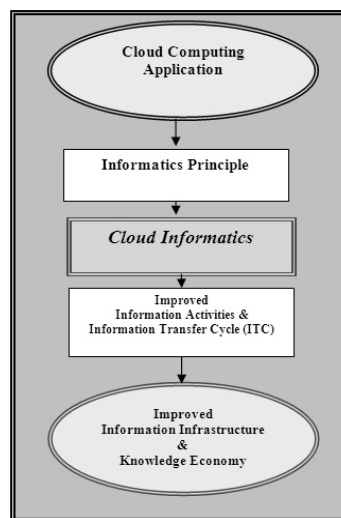 Cloud Computing
Application
Informatics Principle
Cloud Informatics
Improved
Information Activities &
Information Transfer Cycle (ITC)
Improved
Information Infrastructure
&
Knowledge Economy